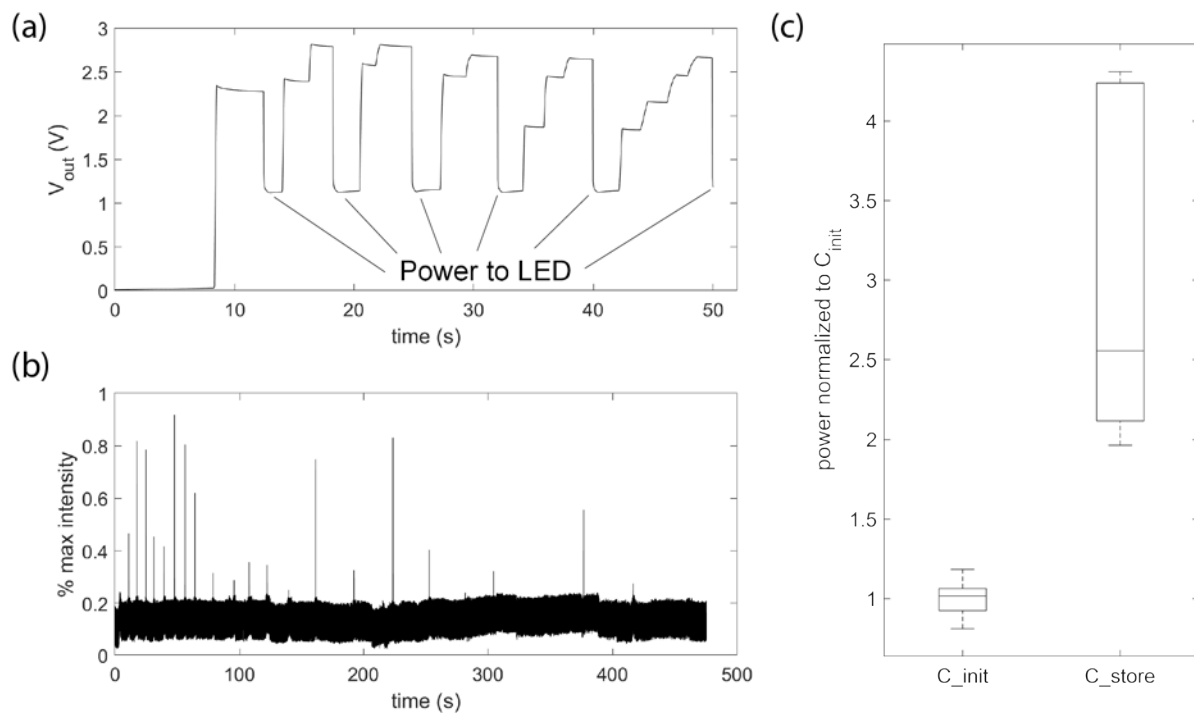 (a)
3
2.5
2
1.5
1
0.5
0
V_out (V)
Power to LED
0 10 20 30 40 50
time (s)
(b)
1
0.8
0.6
0.4
0.2
0
% max intensity
0 100 200 300 400 500
time (s)
(c)
4
3.5
3
2.5
2
1.5
1
power normalized to C_init
C_init C_store